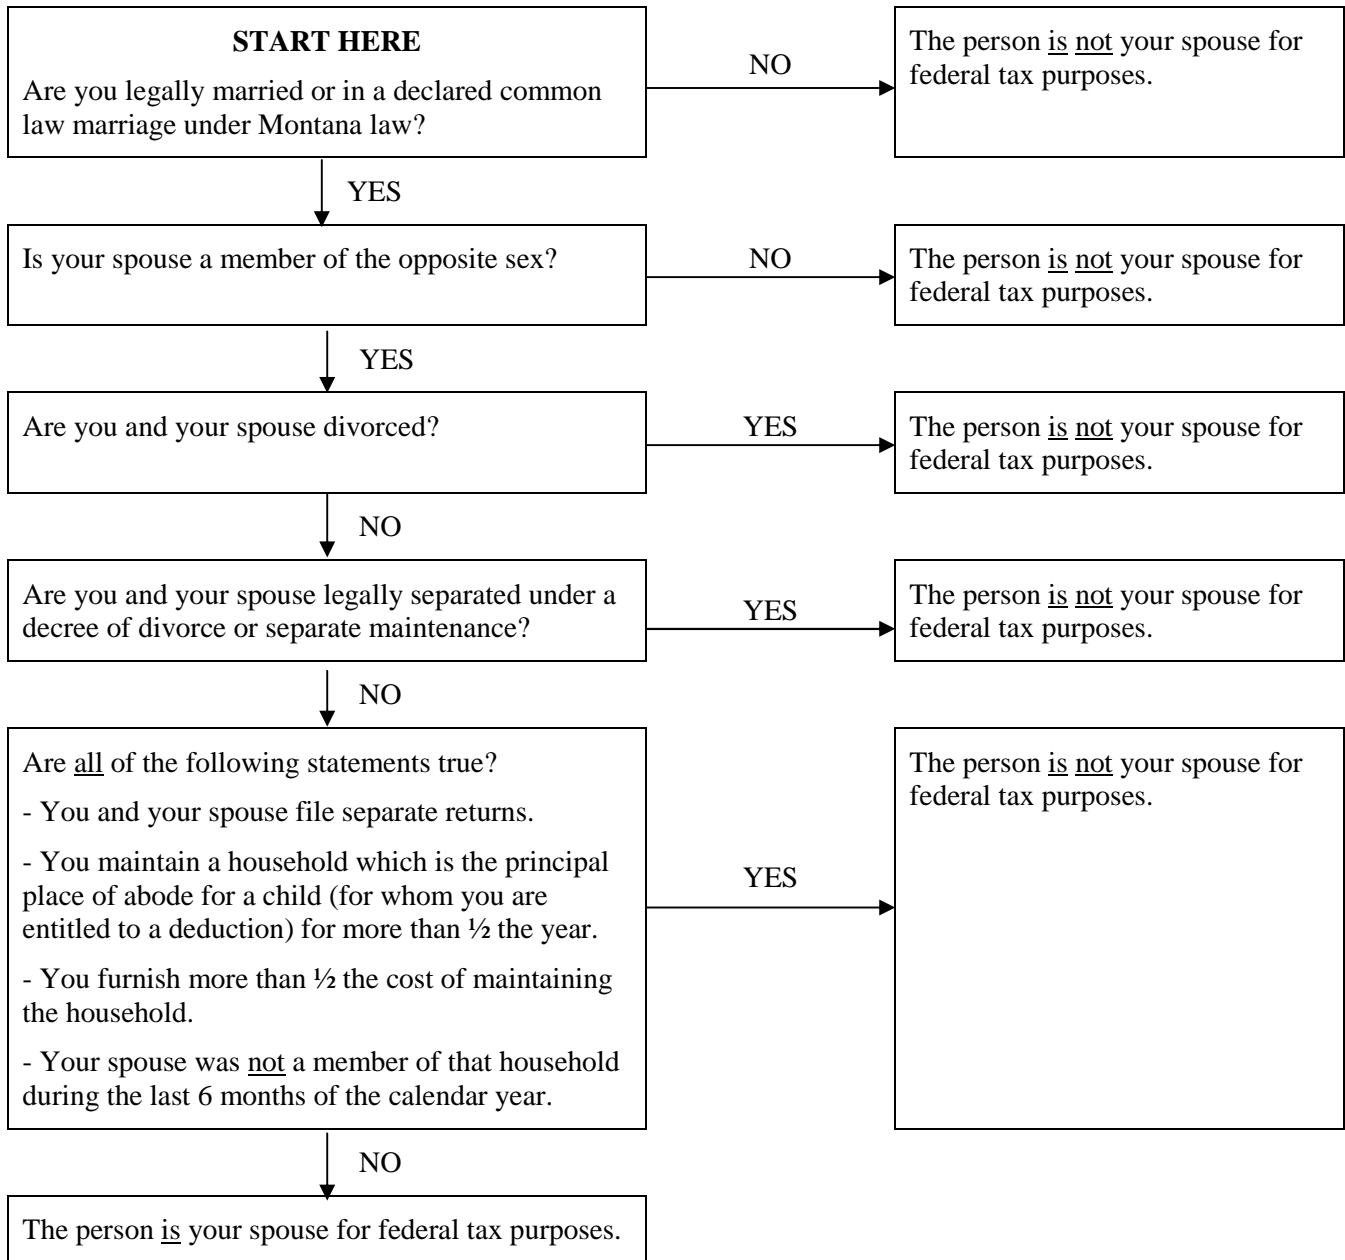 START HERE
Are you legally married or in a declared common
law marriage under Montana law?
NO
The person is not your spouse for
federal tax purposes.
YES
Is your spouse a member of the opposite sex?
NO
The person is not your spouse for
federal tax purposes.
YES
Are you and your spouse divorced?
YES
The person is not your spouse for
federal tax purposes.
NO
Are you and your spouse legally separated under a
decree of divorce or separate maintenance?
YES
The person is not your spouse for
federal tax purposes.
NO
Are all of the following statements true?
- You and your spouse file separate returns.
- You maintain a household which is the principal
place of abode for a child (for whom you are
entitled to a deduction) for more than ½ the year.
- You furnish more than ½ the cost of maintaining
the household.
- Your spouse was not a member of that household
during the last 6 months of the calendar year.
YES
The person is not your spouse for
federal tax purposes.
NO
The person is your spouse for federal tax purposes.